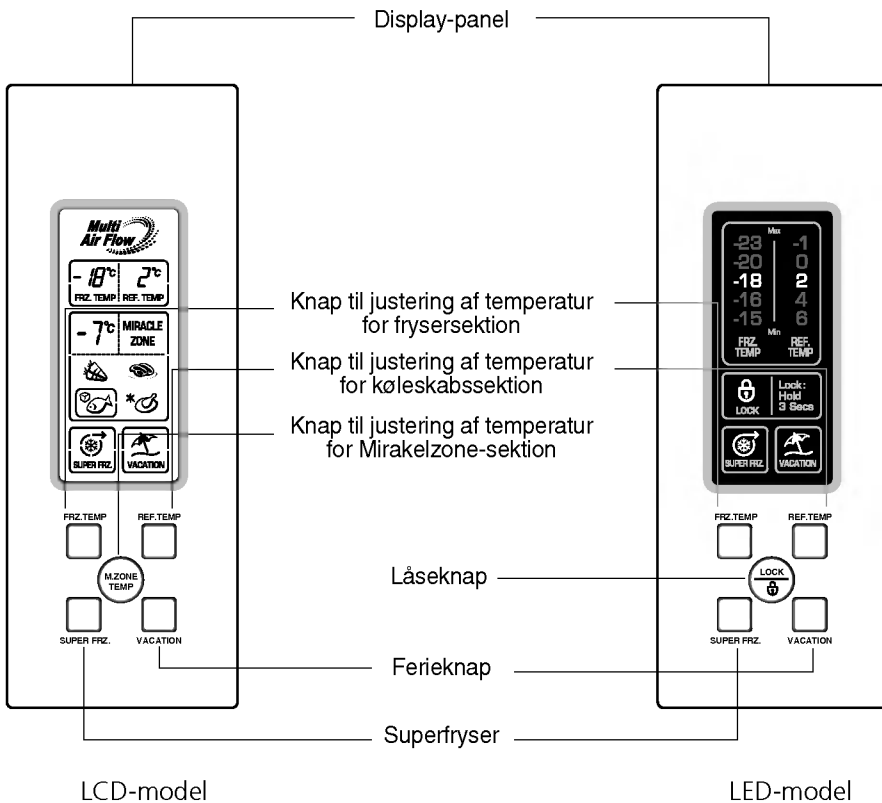 Display-panel
Multi
Air Flow
- 18°c 2°c
FRZ. TEMP REF. TEMP
- 7°c MIRACLE
ZONE
SUPER FRZ. VACATION
FRZ.TEMP REF.TEMP
M.ZONE
TEMP
SUPER FRZ. VACATION
Knap til justering af temperatur
for frysersektion
Knap til justering af temperatur
for køleskabssektion
Knap til justering af temperatur
for Mirakelzone-sektion
Låseknap
Ferieknap
Superfryser
Max
-23 -1
-20 0
-18 2
-16 4
-15 6
Min
FRZ. REF.
TEMP TEMP
LOCK
Lock:
Hold
3 Secs
SUPER FRZ. VACATION
FRZ.TEMP REF.TEMP
LOCK
SUPER FRZ. VACATION
LCD-model
LED-model